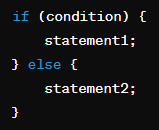 if (condition) {
    statement1;
} else {
    statement2;
}